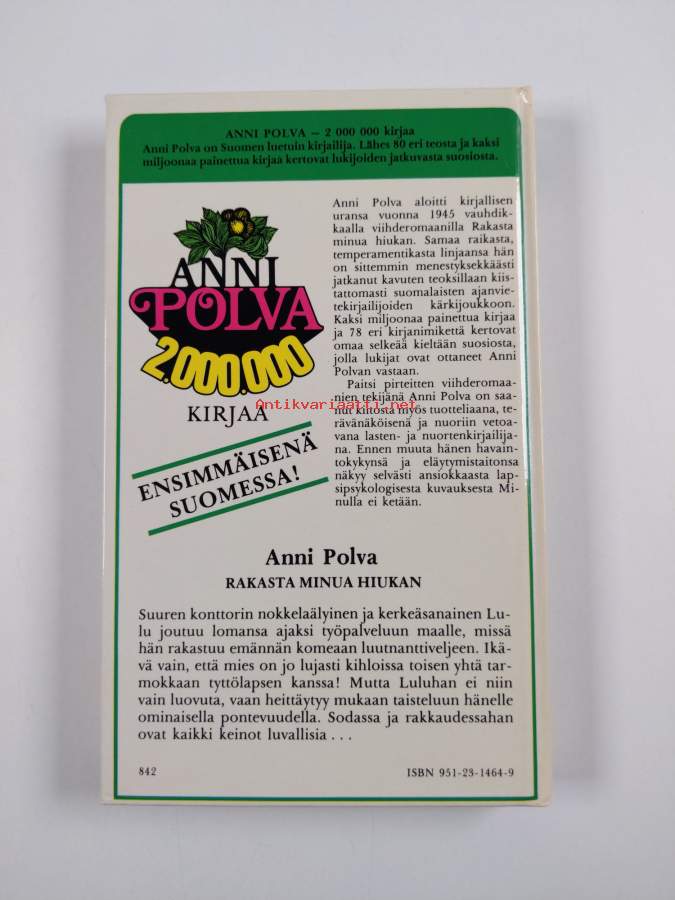 ANNI POLVA – 2 000 000 kirjaa
Anni Polva on Suomen luetuin kirjailija. Lähes 80 eri teosta ja kaksi
miljoonaa painettua kirjaa kertovat lukijoiden jatkuvasta suosiosta.
ANNI
POLVA
2.000.000
KIRJAA
ENSIMMÄISENÄ
SUOMESSA!
Anni Polva aloitti kirjallisen
uransa vuonna 1945 vauhdik-
kaalla viihderomaanilla Rakasta
minua hiukan. Samaa raikasta,
temperamentikasta linjaansa hän
on sittemmin menestyksekkäästi
jatkanut kavuten teoksillaan kiis-
tattomasti suomalaisten ajanvie-
tekirjailijoiden kärkijoukkoon.
Kaksi miljoonaa painettua kirjaa
ja 78 eri kirjanimikettä kertovat
omaa selkeää kieltään suosiosta,
jolla lukijat ovat ottaneet Anni
Polvan vastaan.
Paitsi pirteitten viihderomaa-
nien tekijänä Anni Polva on saa-
nut kiitosta myös tuotteliaana, te-
rävänäköisenä ja nuoriin vetoa-
vana lasten- ja nuortenkirjailija-
na. Ennen muuta hänen havain-
tokykynsä ja eläytymistaitonsa
näkyy selvästi ansiokkaasta lap-
sipsykologisesta kuvauksesta Mi-
nulla ei ketään.
Antikvariaatti.net
Anni Polva
RAKASTA MINUA HIUKAN
Suuren konttorin nokkelaälyinen ja kerkeäsanainen Lu-
lu joutuu lomansa ajaksi työpalveluun maalle, missä
hän rakastuu emännän komeaan luutnanttiveljeen. Ikä-
vä vain, että mies on jo lujasti kihloissa toisen yhtä tar-
mokkaan tyttölapsen kanssa! Mutta Luluhan ei niin
vain luovuta, vaan heittäytyy mukaan taisteluun hänelle
ominaisella pontevuudella. Sodassa ja rakkaudessahan
ovat kaikki keinot luvallisia . . .
842
ISBN 951-23-1464-9